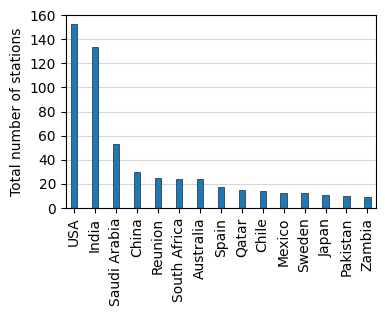 Total number of stations
160
140
120
100
80
60
40
20
0
USA
India
Saudi Arabia
China
Reunion
South Africa
Australia
Spain
Qatar
Chile
Mexico
Sweden
Japan
Pakistan
Zambia